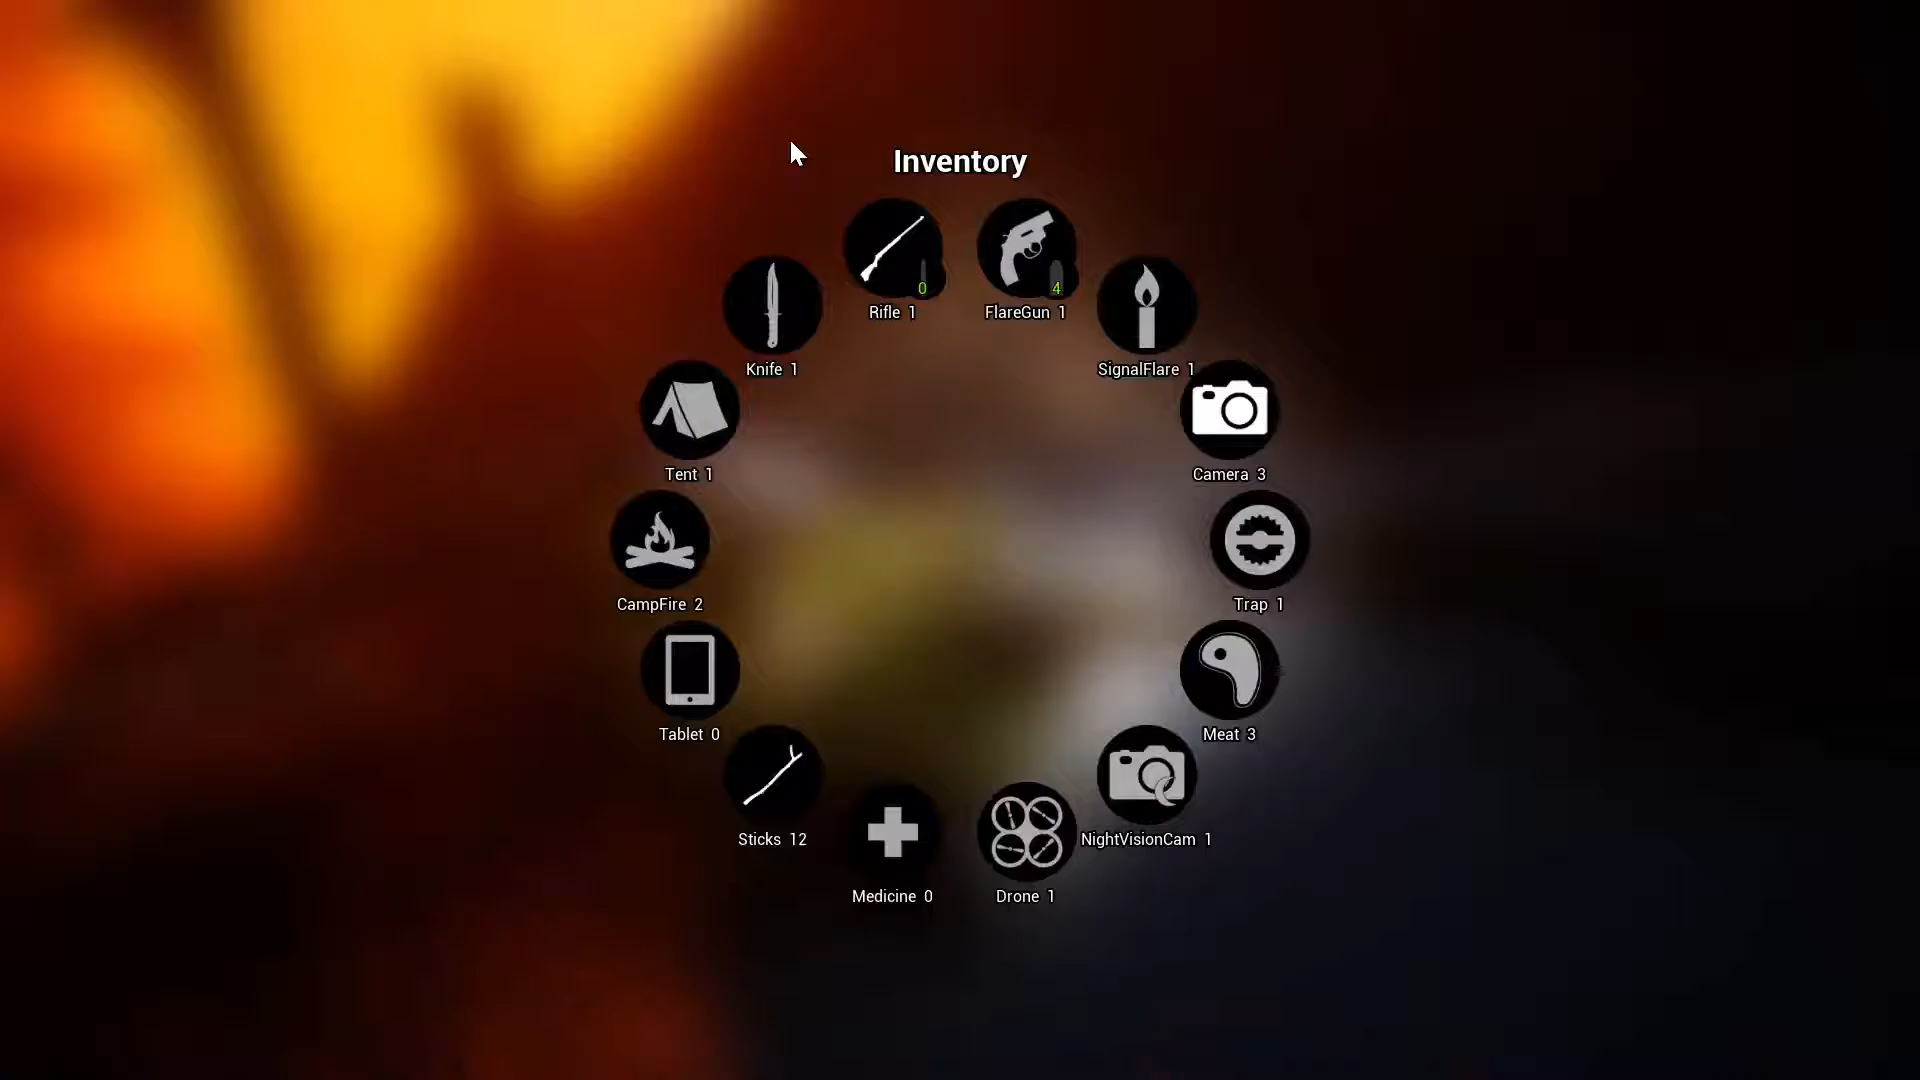 Inventory
0
4
Rifle 1
FlareGun 1
Knife 1
SignalFlare 1
Tent 1
Camera 3
CampFire 2
Trap 1
Tablet 0
Meat 3
Sticks 12
NightVisionCam 1
Medicine 0
Drone 1